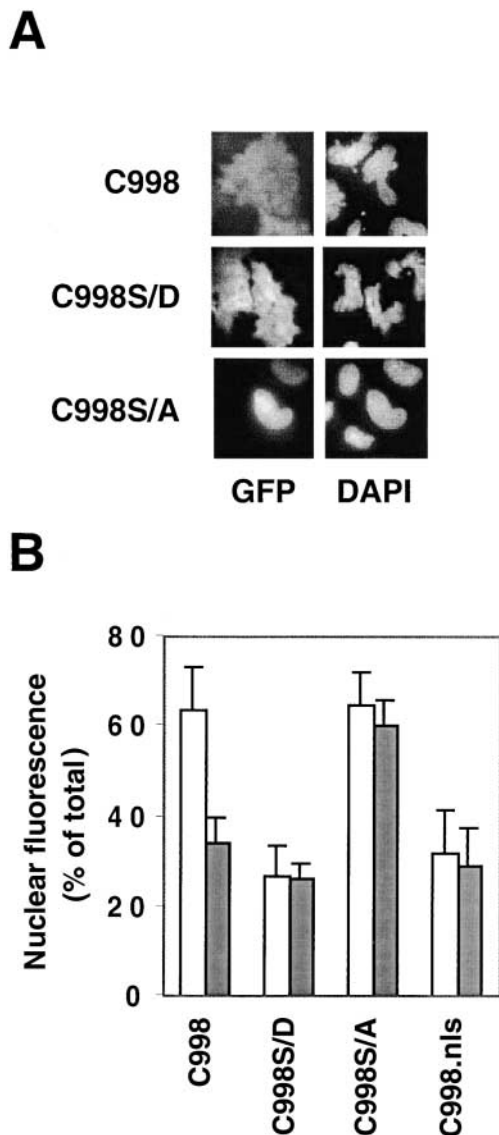 A
C998
C998S/D
C998S/A
GFP DAPI
B
Nuclear fluorescence
(% of total)
80
60
40
20
0
C998
C998S/D
C998S/A
C998.nls